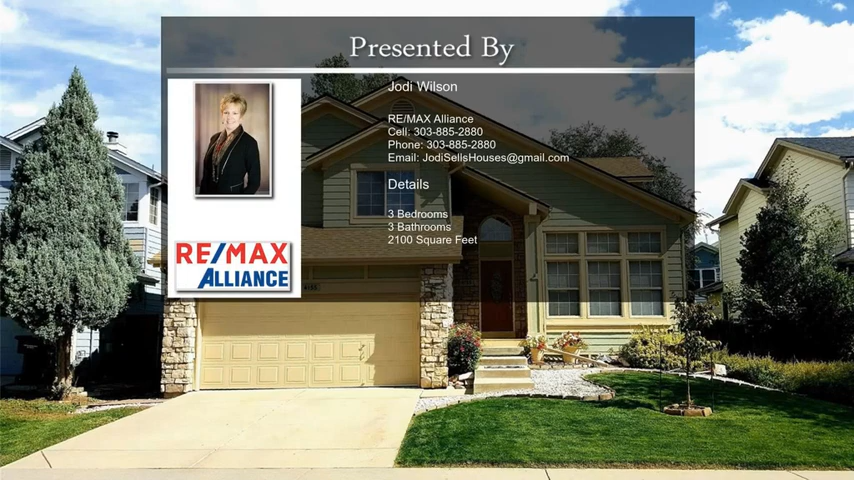 Presented By
Jodi Wilson
RE/MAX Alliance
Cell: 303-885-2880
Phone: 303-885-2880
Email: JodiSellsHouses@gmail.com
Details
3 Bedrooms
3 Bathrooms
2100 Square Feet
RE/MAX
ALLIANCE